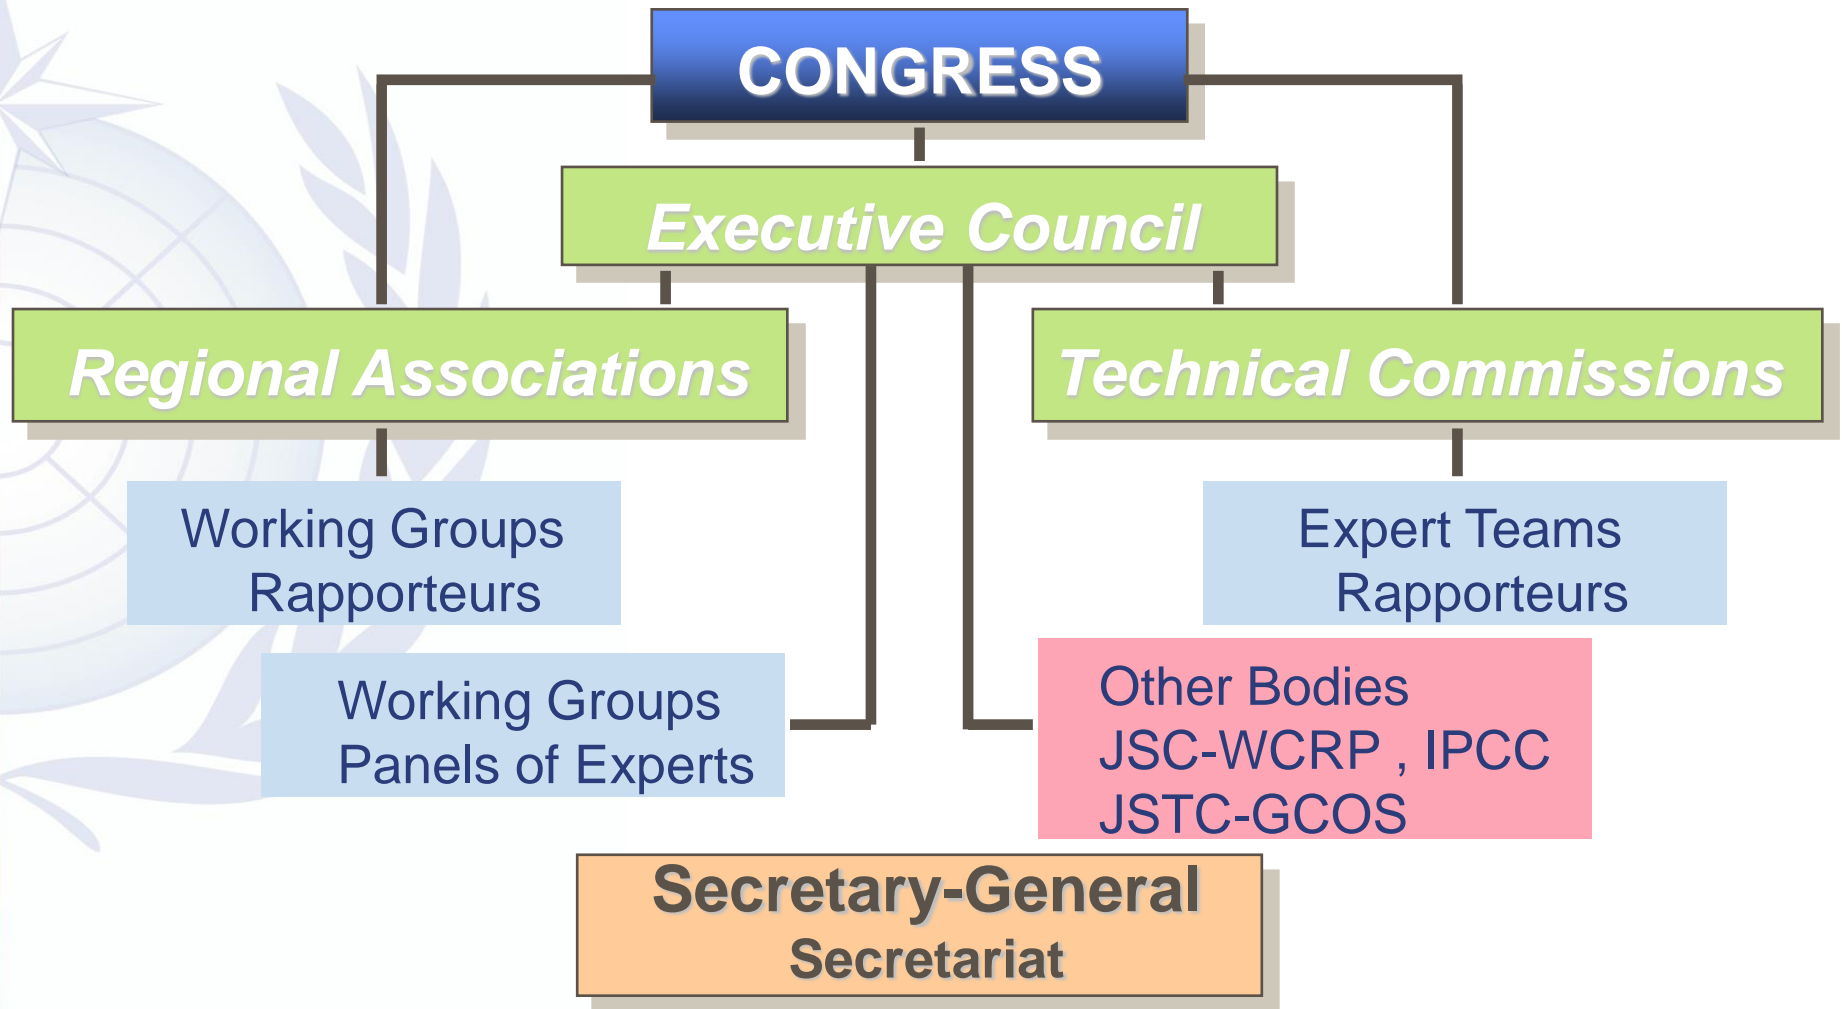 CONGRESS
Executive Council
Regional Associations
Technical Commissions
Working Groups
Rapporteurs
Expert Teams
Rapporteurs
Working Groups
Panels of Experts
Other Bodies
JSC-WCRP , IPCC
JSTC-GCOS
Secretary-General
Secretariat